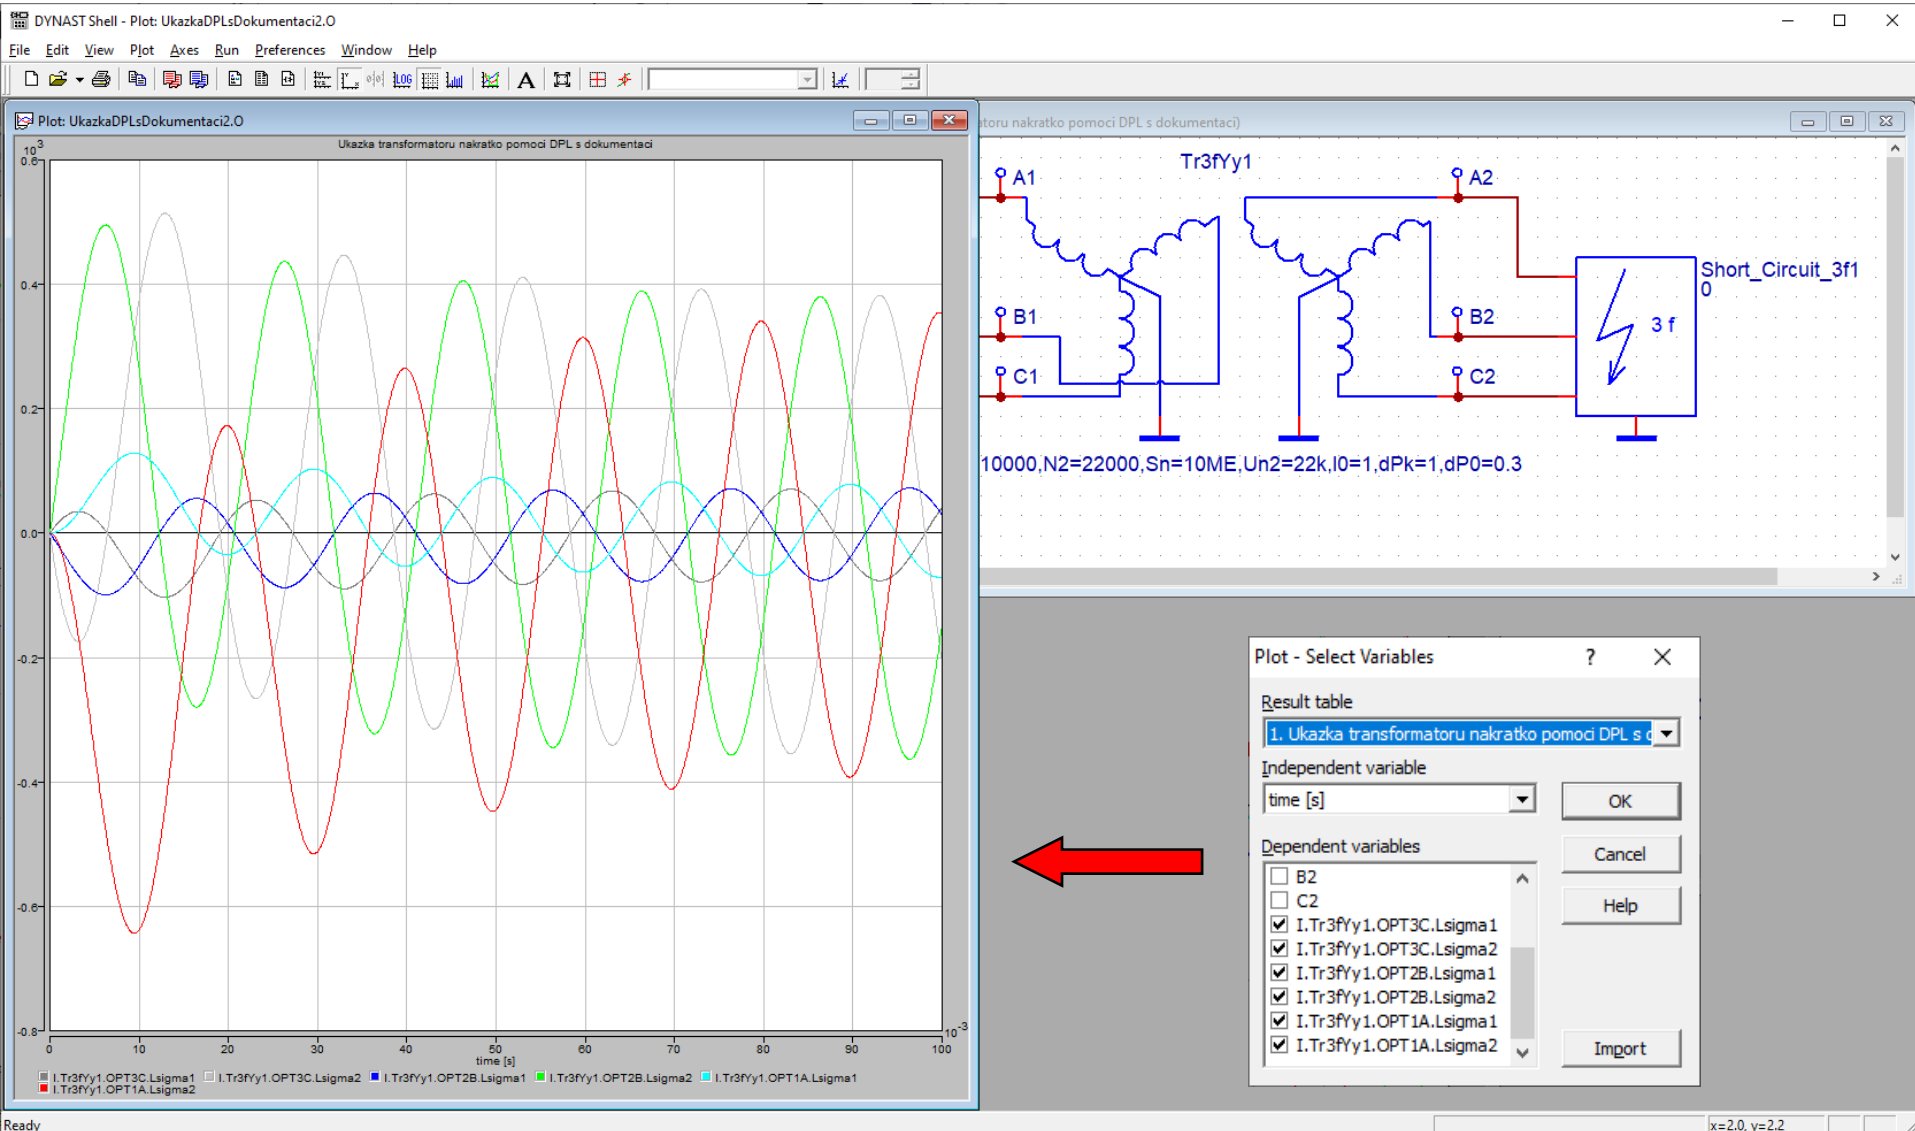 DYNAST Shell - Plot: UkazkaDPLsDokumentaci2.O
File Edit View Plot Axes Run Preferences Window Help
LOG
A
Plot: UkazkaDPLsDokumentaci2.O
Ukazka transformatoru nakratko pomoci DPL s dokumentaci
10³
0.6
0.4
0.2
0.0
-0.2
-0.4
-0.6
-0.8
0 10 20 30 40 50 60 70 80 90 100
10⁻³
time [s]
I.Tr3fYy1.OPT3C.Lsigma1 I.Tr3fYy1.OPT3C.Lsigma2 I.Tr3fYy1.OPT2B.Lsigma1 I.Tr3fYy1.OPT2B.Lsigma2 I.Tr3fYy1.OPT1A.Lsigma1
I.Tr3fYy1.OPT1A.Lsigma2
atoru nakratko pomoci DPL s dokumentaci)
Tr3fYy1
A1
A2
B1
B2
C1
C2
Short_Circuit_3f1
0
3 f
10000,N2=22000,Sn=10ME,Un2=22k,I0=1,dPk=1,dP0=0.3
Plot - Select Variables ?
Result table
1. Ukazka transformatoru nakratko pomoci DPL s
Independent variable
time [s]
OK
Dependent variables
Cancel
B2
C2
Help
I.Tr3fYy1.OPT3C.Lsigma1
I.Tr3fYy1.OPT3C.Lsigma2
I.Tr3fYy1.OPT2B.Lsigma1
I.Tr3fYy1.OPT2B.Lsigma2
I.Tr3fYy1.OPT1A.Lsigma1
I.Tr3fYy1.OPT1A.Lsigma2
Import
Ready
x=2.0, y=2.2